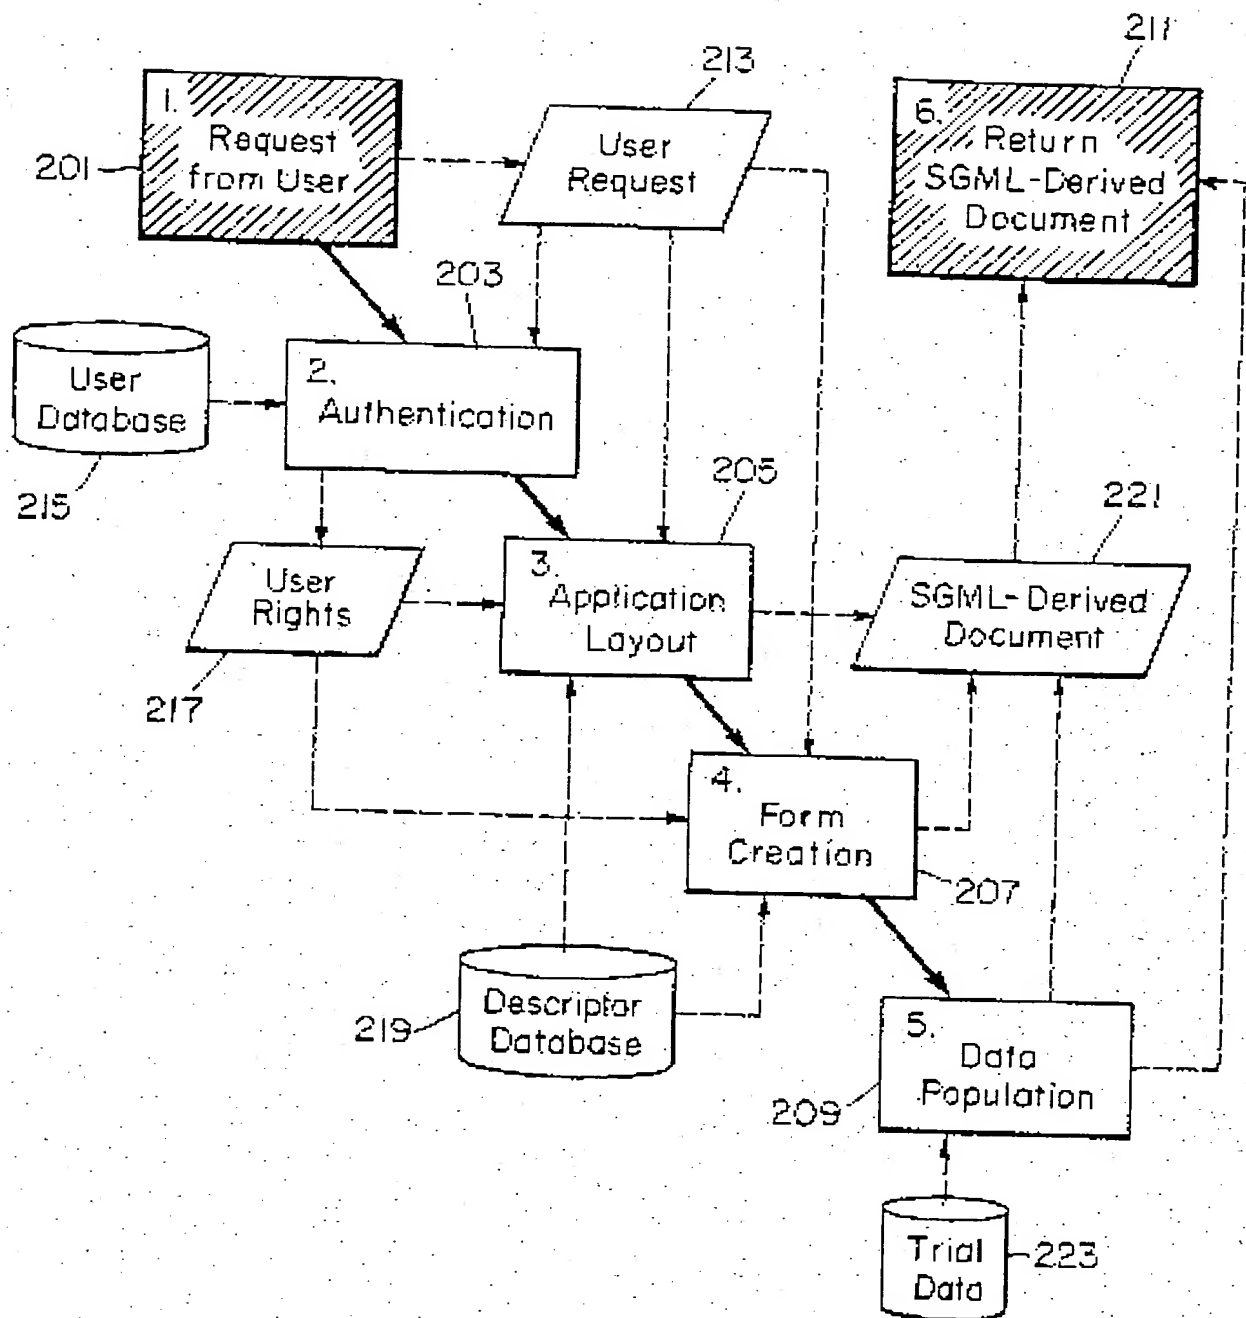 211
213
1.
Request
from User
201
User
Request
6.
Return
SGML-Derived
Document
203
User
Database
215
2.
Authentication
205
221
User
Rights
217
3.
Application
Layout
SGML-Derived
Document
4.
Form
Creation
207
Descriptor
Database
219
5.
Data
Population
209
Trial
Data
223